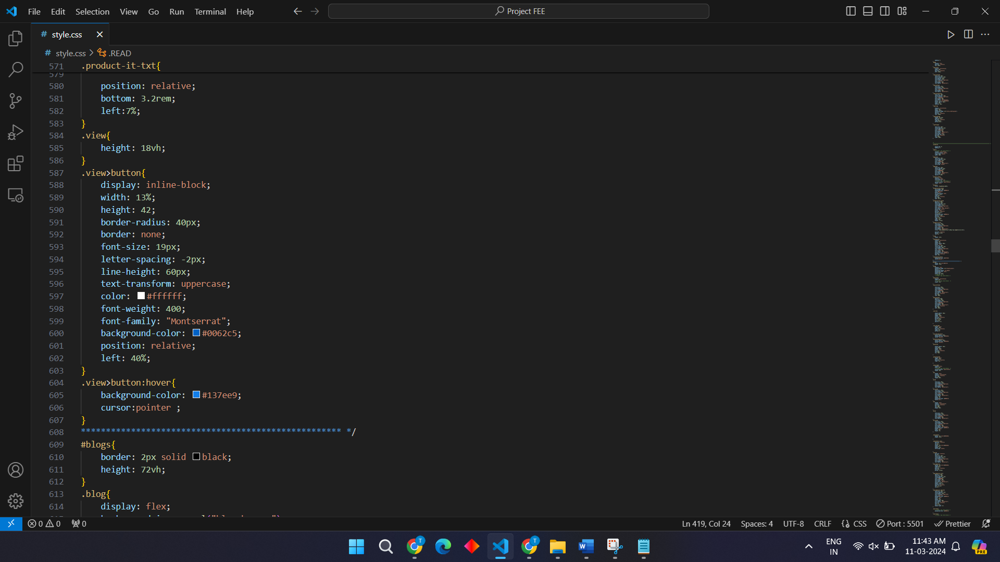 File Edit Selection View Go Run Terminal Help
Project FEE
# style.css
# style.css > .READ
571 .product-it-txt{
579
580 position: relative;
581 bottom: 3.2rem;
582 left:7%;
583 }
584 .view{
585 height: 18vh;
586 }
587 .view>button{
588 display: inline-block;
589 width: 13%;
590 height: 42;
591 border-radius: 40px;
592 border: none;
593 font-size: 19px;
594 letter-spacing: -2px;
595 line-height: 60px;
596 text-transform: uppercase;
597 color: #ffffff;
598 font-weight: 400;
599 font-family: "Montserrat";
600 background-color: #0062c5;
601 position: relative;
602 left: 40%;
603 }
604 .view>button:hover{
605 background-color: #137ee9;
606 cursor:pointer ;
607 }
608 **************************************************** */
609 #blogs{
610 border: 2px solid black;
611 height: 72vh;
612 }
613 .blog{
614 display: flex;
0 0 0
Ln 419, Col 24 Spaces: 4 UTF-8 CRLF {} CSS Port : 5501 Prettier
ENG
IN
11:43 AM
11-03-2024